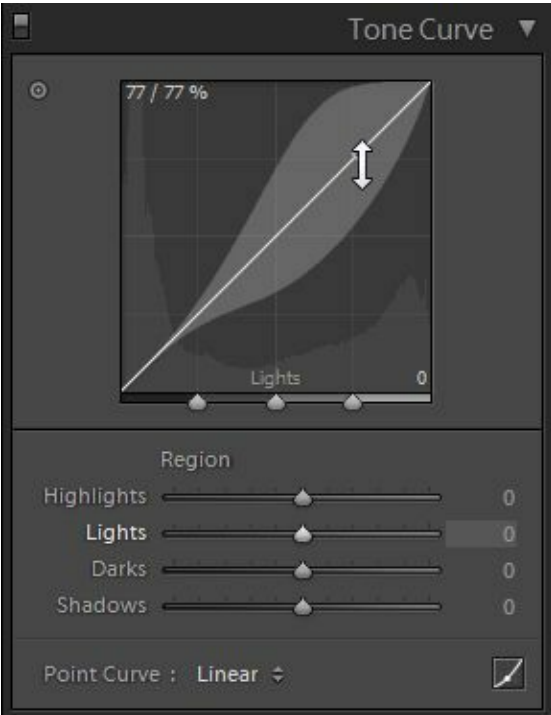 Tone Curve
77 / 77 %
Lights 0
Region
Highlights 0
Lights 0
Darks 0
Shadows 0
Point Curve : Linear